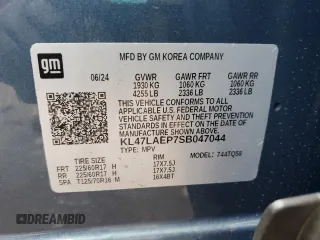 gm
MFD BY GM KOREA COMPANY
06/24 GVWR GAWR FRT GAWR RR
1930 KG 1060 KG 1060 KG
4255 LB 2336 LB 2336 LB
THIS VEHICLE CONFORMS TO ALL APPLICABLE U.S. FEDERAL MOTOR VEHICLE SAFETY, BUMPER, AND THEFT PREVENTION STANDARDS IN EFFECT ON THE DATE OF MANUFACTURE SHOWN ABOVE.
KL47LAEP7SB047044
TYPE: MPV MODEL: 744TQ56
TIRE SIZE RIM
FRT 225/60R17 H 17X7.5J
RR 225/60R17 H 17X7.5J
SPA T125/70R16 M 16X4BT
© DREAMBID .COM